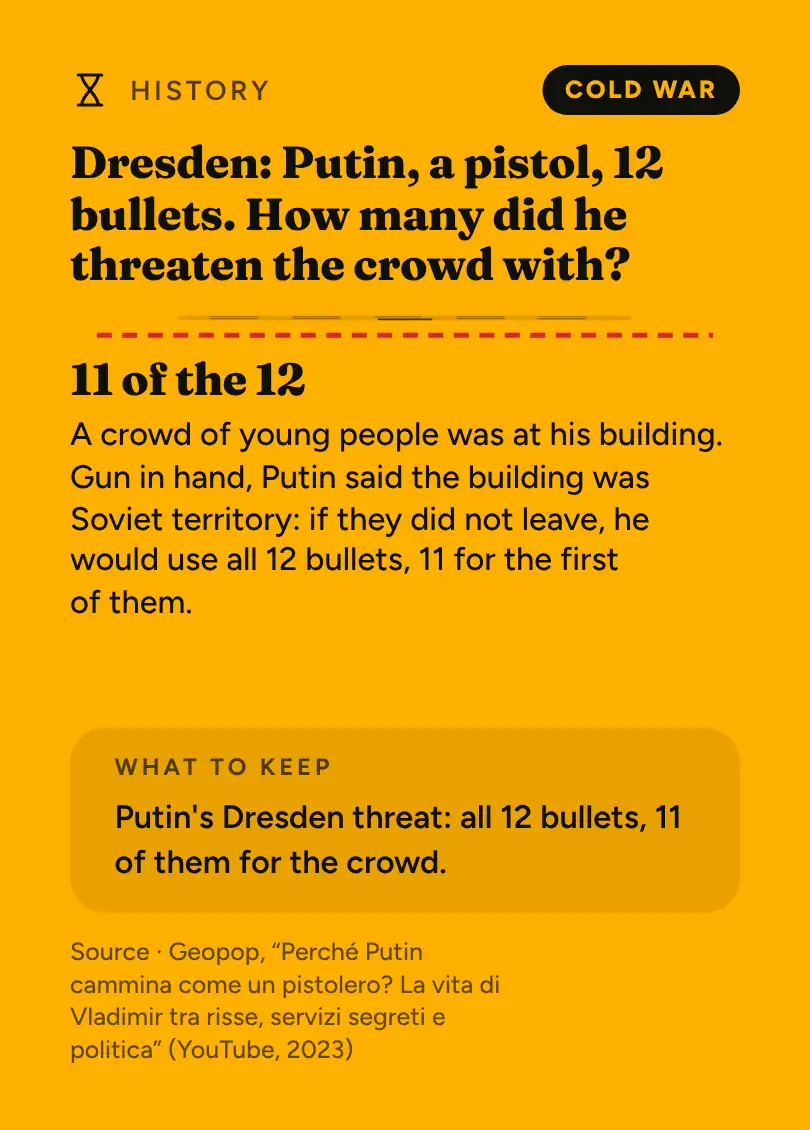 HISTORY
COLD WAR
Dresden: Putin, a pistol, 12
bullets. How many did he
threaten the crowd with?
11 of the 12
A crowd of young people was at his building.
Gun in hand, Putin said the building was
Soviet territory: if they did not leave, he
would use all 12 bullets, 11 for the first
of them.
WHAT TO KEEP
Putin's Dresden threat: all 12 bullets, 11
of them for the crowd.
Source · Geopop, “Perché Putin
cammina come un pistolero? La vita di
Vladimir tra risse, servizi segreti e
politica” (YouTube, 2023)